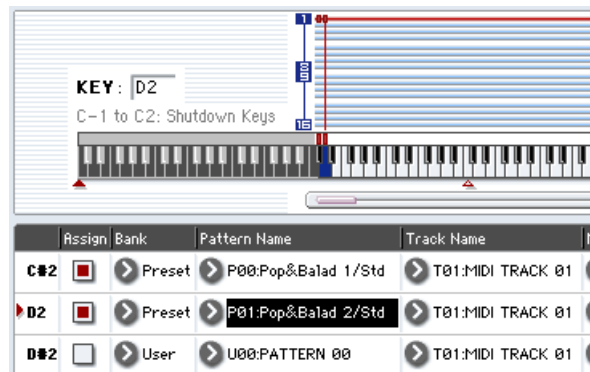 1
8
9
16
KEY: D2
C-1 to C2: Shutdown Keys
Assign Bank Pattern Name Track Name
C#2 Preset P00:Pop&Balad 1/Std T01:MIDI TRACK 01
D2 Preset P01:Pop&Balad 2/Std T01:MIDI TRACK 01
D#2 User U00:PATTERN 00 T01:MIDI TRACK 01